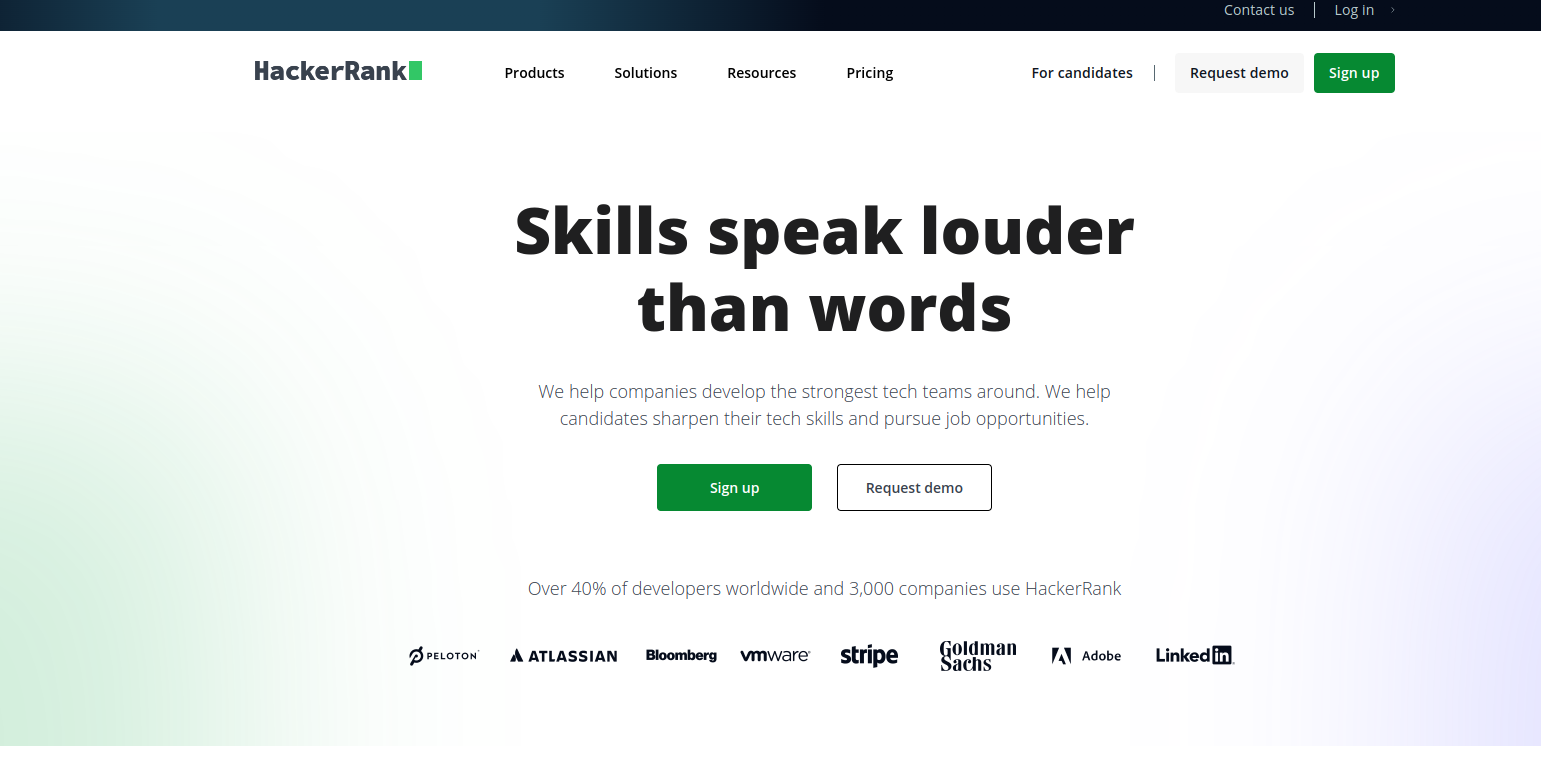 Contact us Log in
HackerRank
Products Solutions Resources Pricing For candidates Request demo Sign up
Skills speak louder
than words
We help companies develop the strongest tech teams around. We help
candidates sharpen their tech skills and pursue job opportunities.
Sign up Request demo
Over 40% of developers worldwide and 3,000 companies use HackerRank
PELOTON ATLASSIAN Bloomberg vmware stripe Goldman Sachs Adobe Linkedin